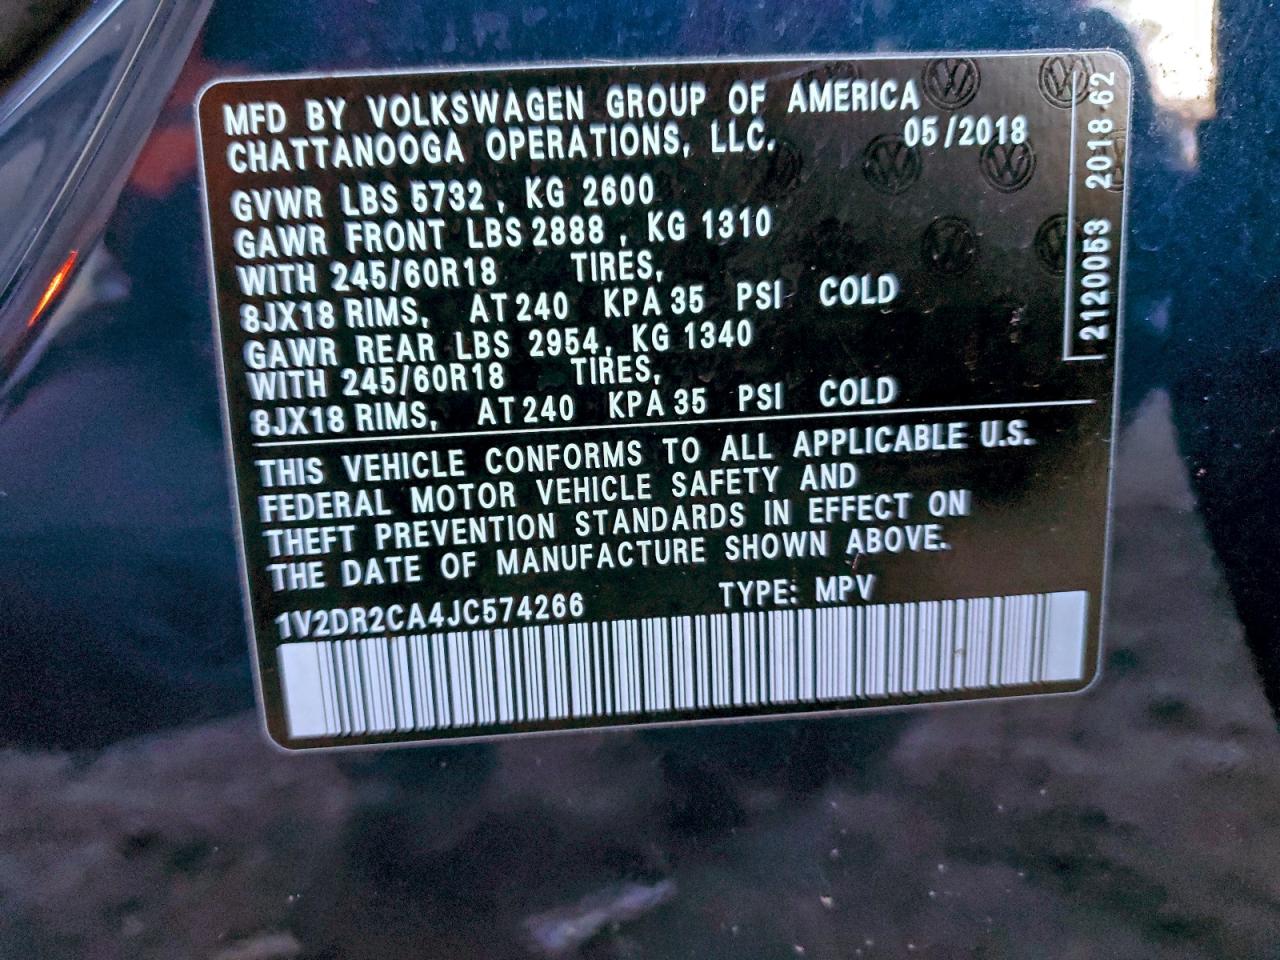 MFD BY VOLKSWAGEN GROUP OF AMERICA
CHATTANOOGA OPERATIONS, LLC. 05/2018
GVWR LBS 5732, KG 2600
GAWR FRONT LBS 2888, KG 1310
WITH 245/60R18 TIRES,
8JX18 RIMS, AT 240 KPA 35 PSI COLD
GAWR REAR LBS 2954, KG 1340
WITH 245/60R18 TIRES,
8JX18 RIMS, AT 240 KPA 35 PSI COLD
THIS VEHICLE CONFORMS TO ALL APPLICABLE U.S.
FEDERAL MOTOR VEHICLE SAFETY AND
THEFT PREVENTION STANDARDS IN EFFECT ON
THE DATE OF MANUFACTURE SHOWN ABOVE.
1V2DR2CA4JC574266 TYPE: MPV
2120053 2018 62